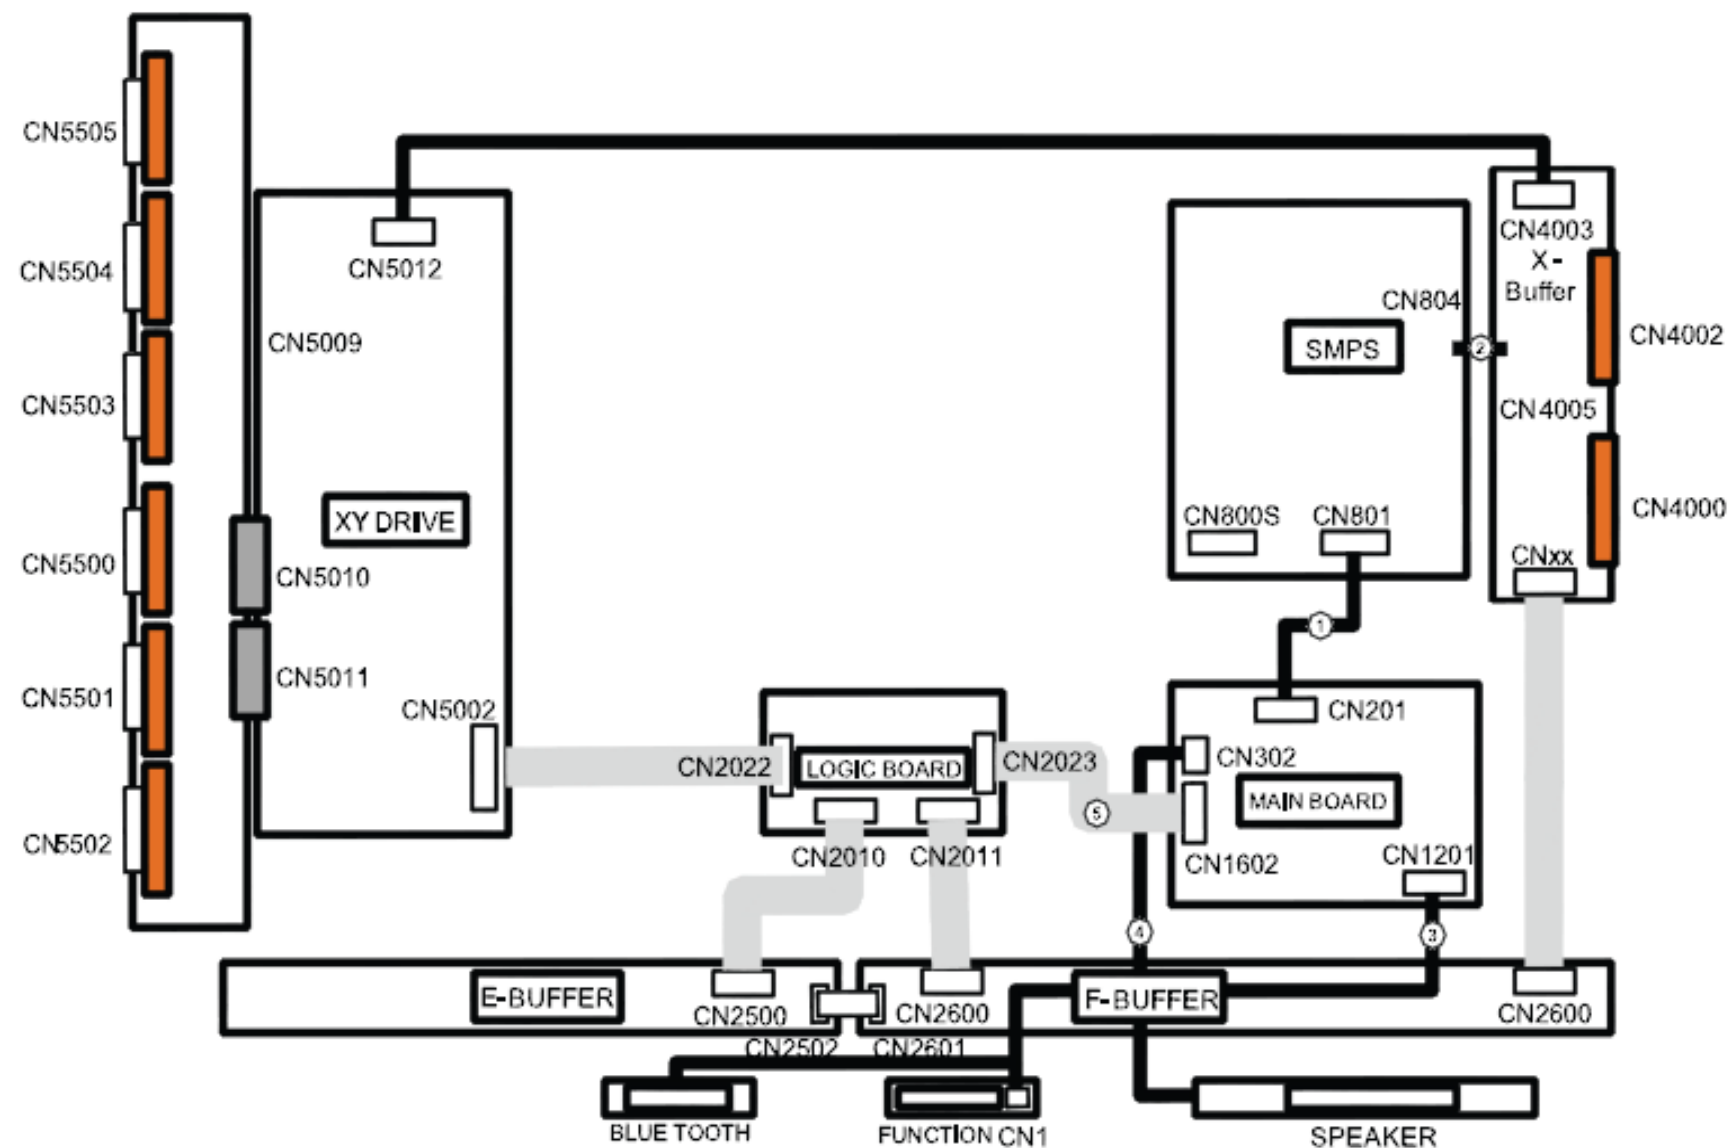 CN5505
CN4003
X -
Buffer
CN5504
CN5012
CN804
CN5009
SMPS
2
CN4002
CN5503
CN4005
XY DRIVE
CN800S
CN801
CN4000
CN5500
CN5010
CNxx
1
CN5501
CN5011
CN5002
CN201
CN2022
LOGIC BOARD
CN2023
CN302
MAIN BOARD
5
CN5502
CN2010
CN2011
CN1602
CN1201
4
3
E-BUFFER
CN2500
CN2600
F-BUFFER
CN2600
CN2502
CN2601
BLUE TOOTH
FUNCTION CN1
SPEAKER